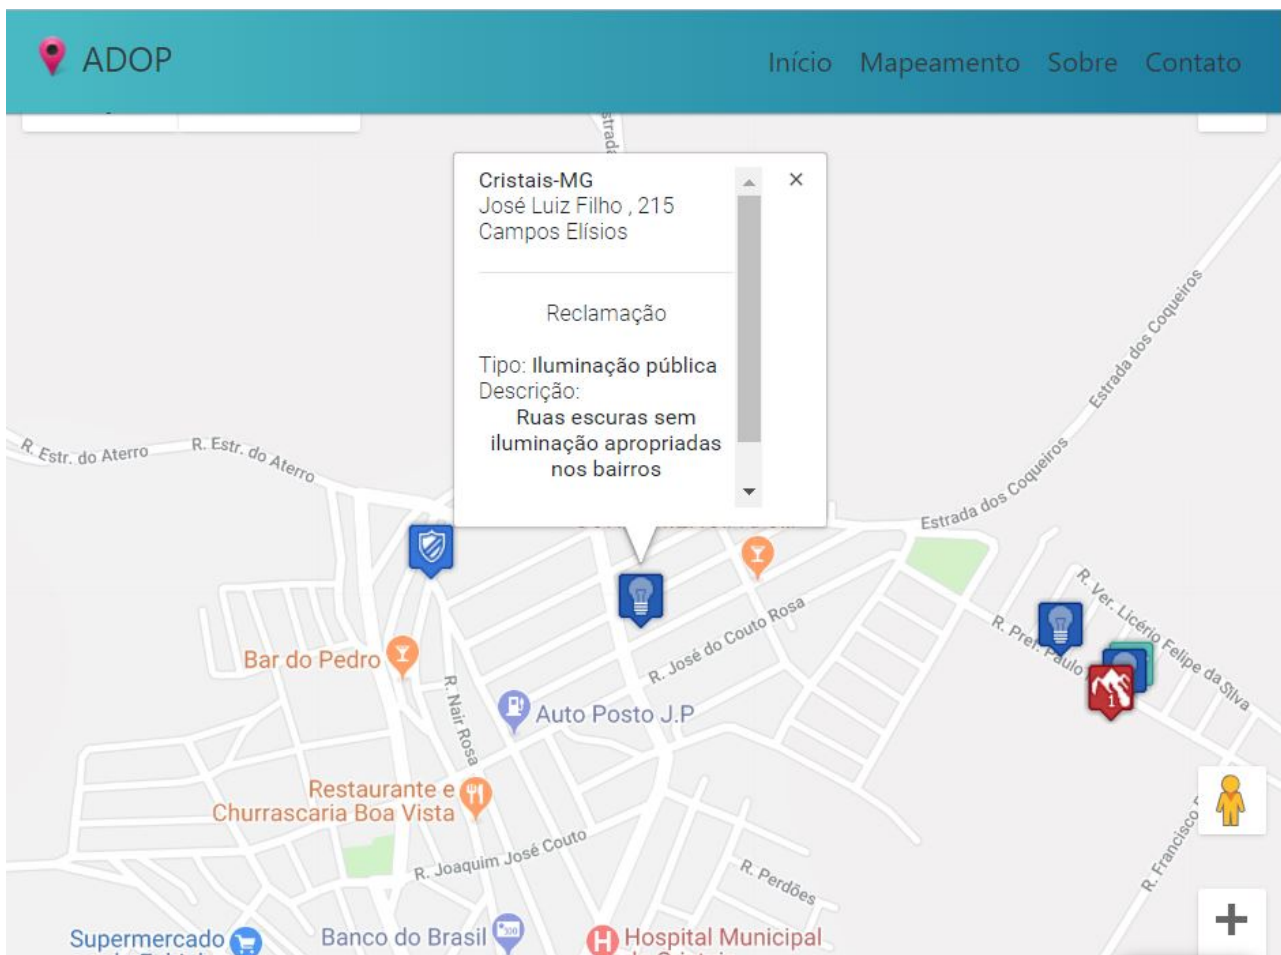 ADOP
Início Mapeamento Sobre Contato
Cristais-MG
José Luiz Filho , 215
Campos Elísios
Reclamação
Tipo: Iluminação pública
Descrição:
Ruas escuras sem
iluminação apropriadas
nos bairros
Estrada dos Coqueiros
R. Estr. do Aterro
R. Estr. do Aterro
Estrada dos Coqueiros
R. Ver. Licério Felipe da Silva
R. Pref. Paulo
R. José do Couto Rosa
Bar do Pedro
R. Nair Rosa
Auto Posto J.P
1
Restaurante e
Churrascaria Boa Vista
R. Joaquim José Couto
R. Francisco
R. Perdões
Supermercado
Banco do Brasil
H Hospital Municipal